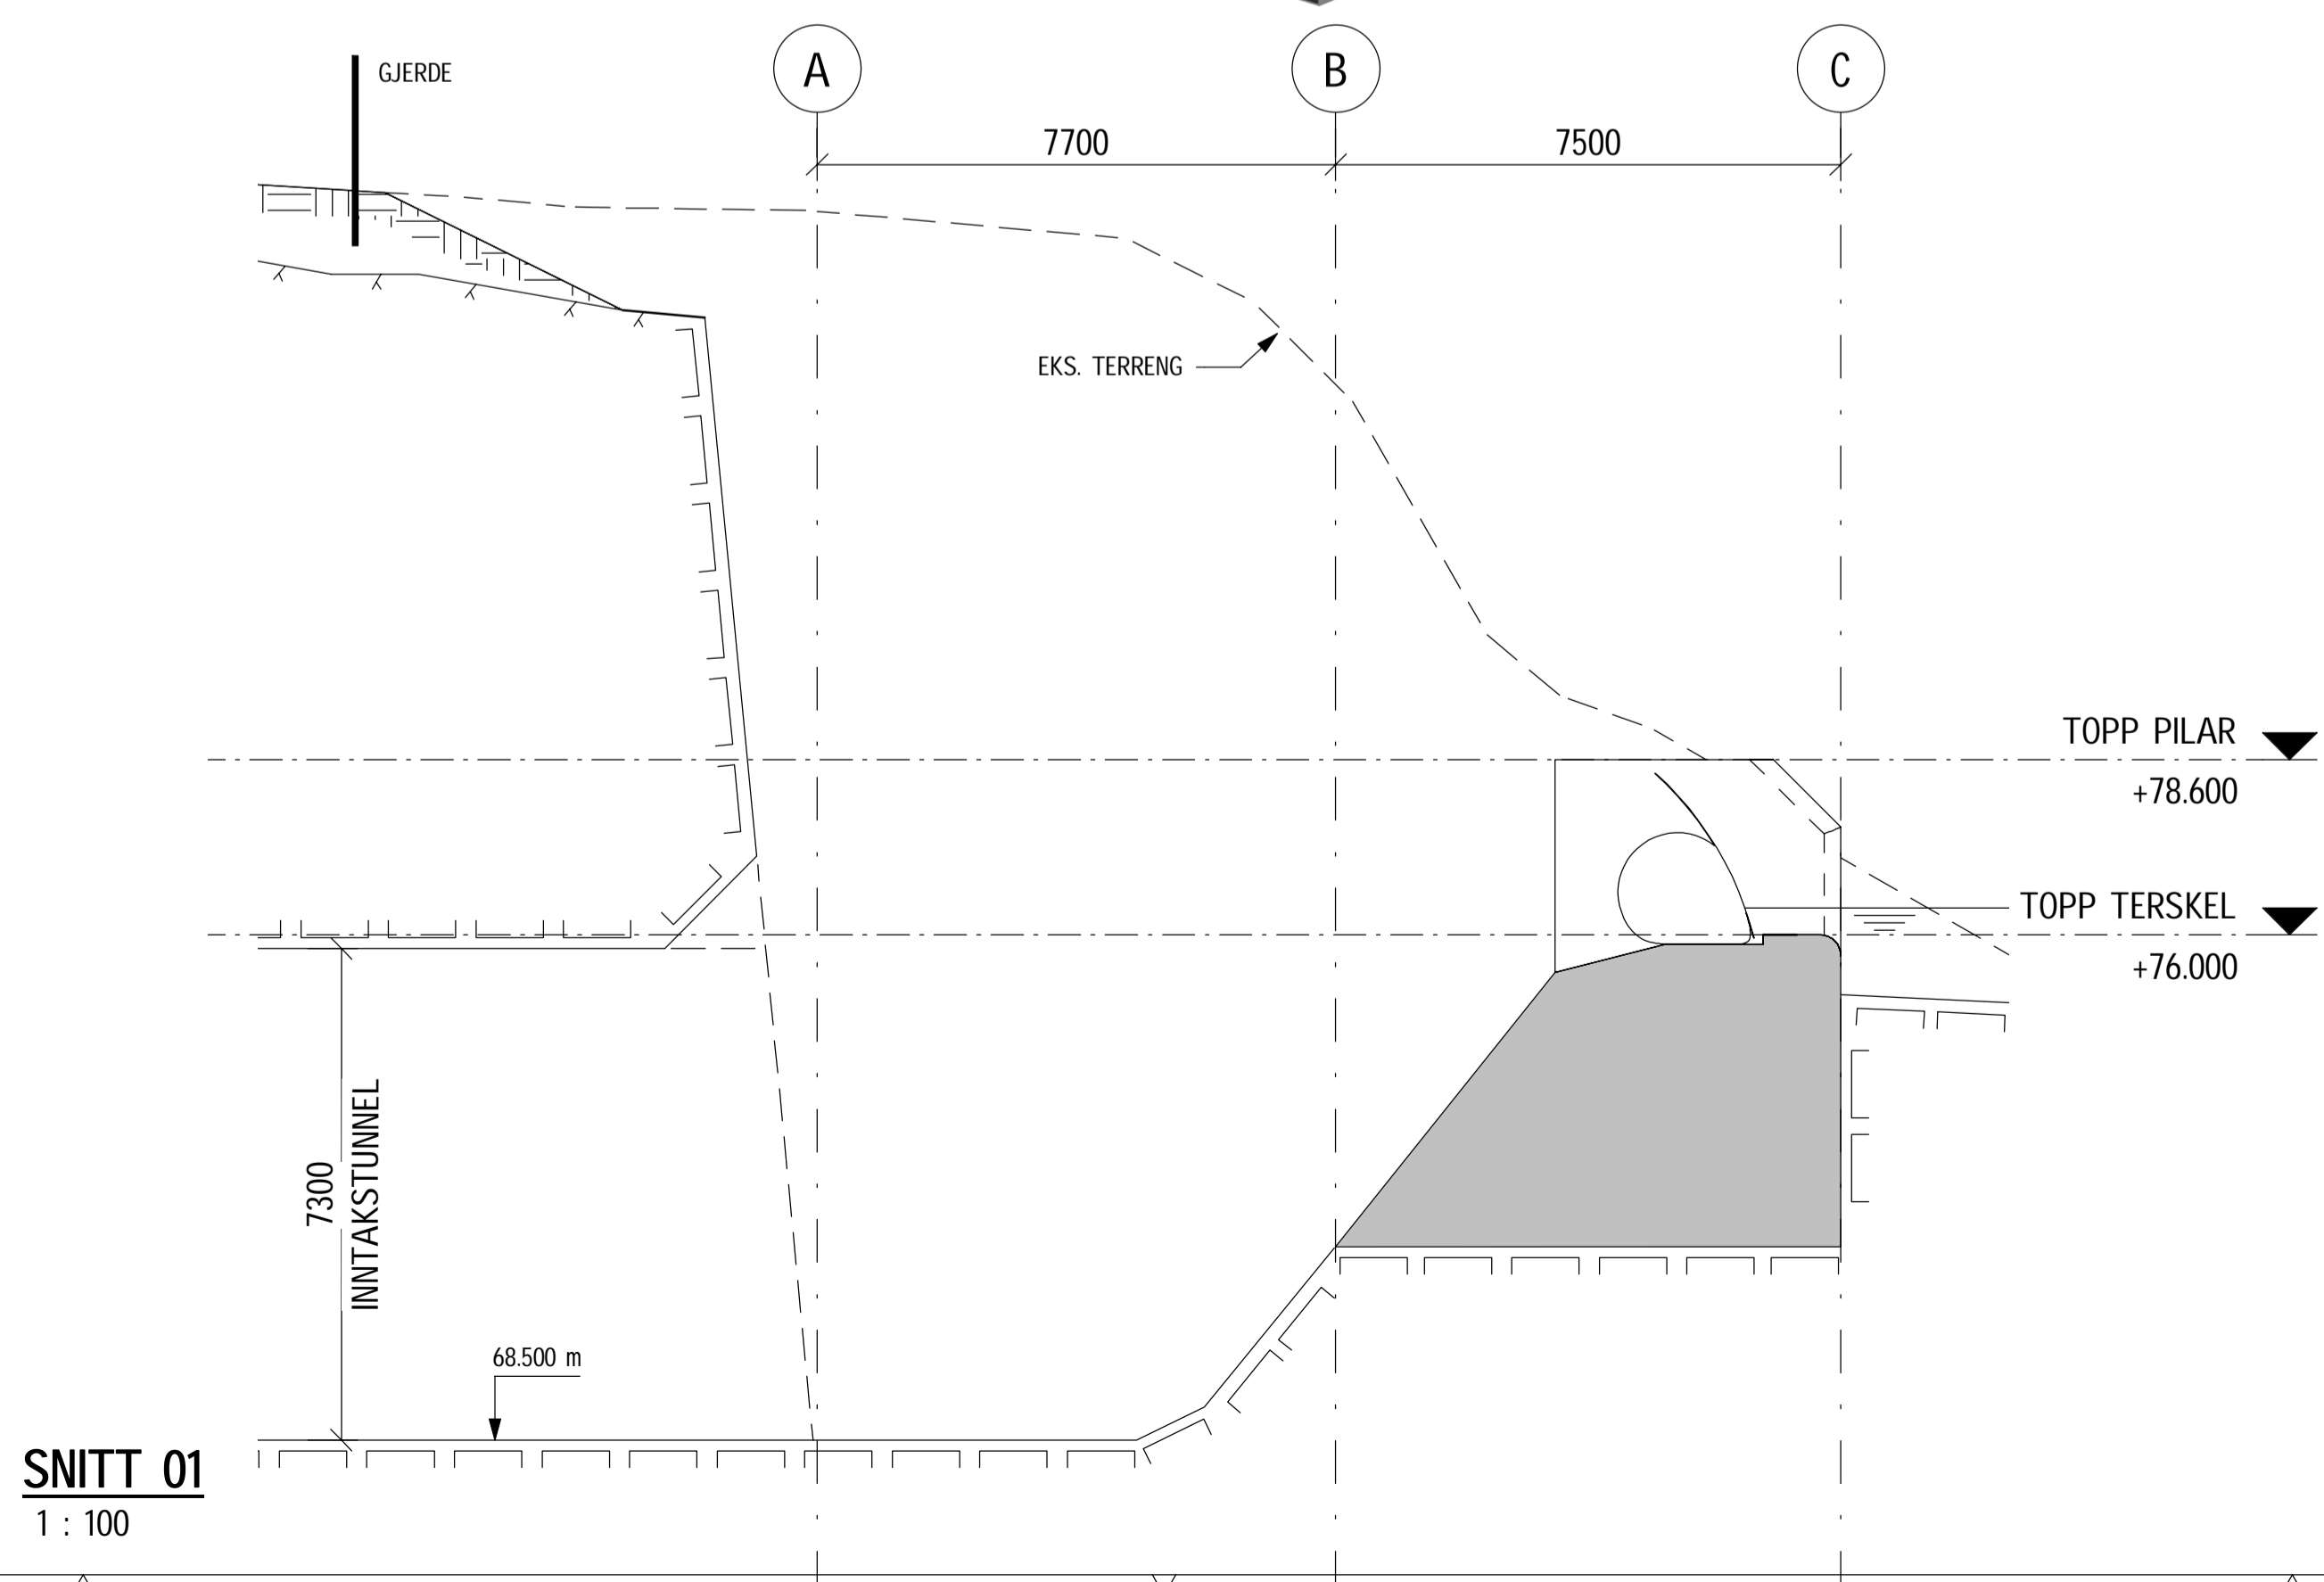 A
B
C
GJERDE
7700
7500
EKS. TERRENG
TOPP PILAR
+78.600
TOPP TERSKEL
+76.000
7300
INNTAKSTUNNEL
68.500 m
SNITT 01
1 : 100